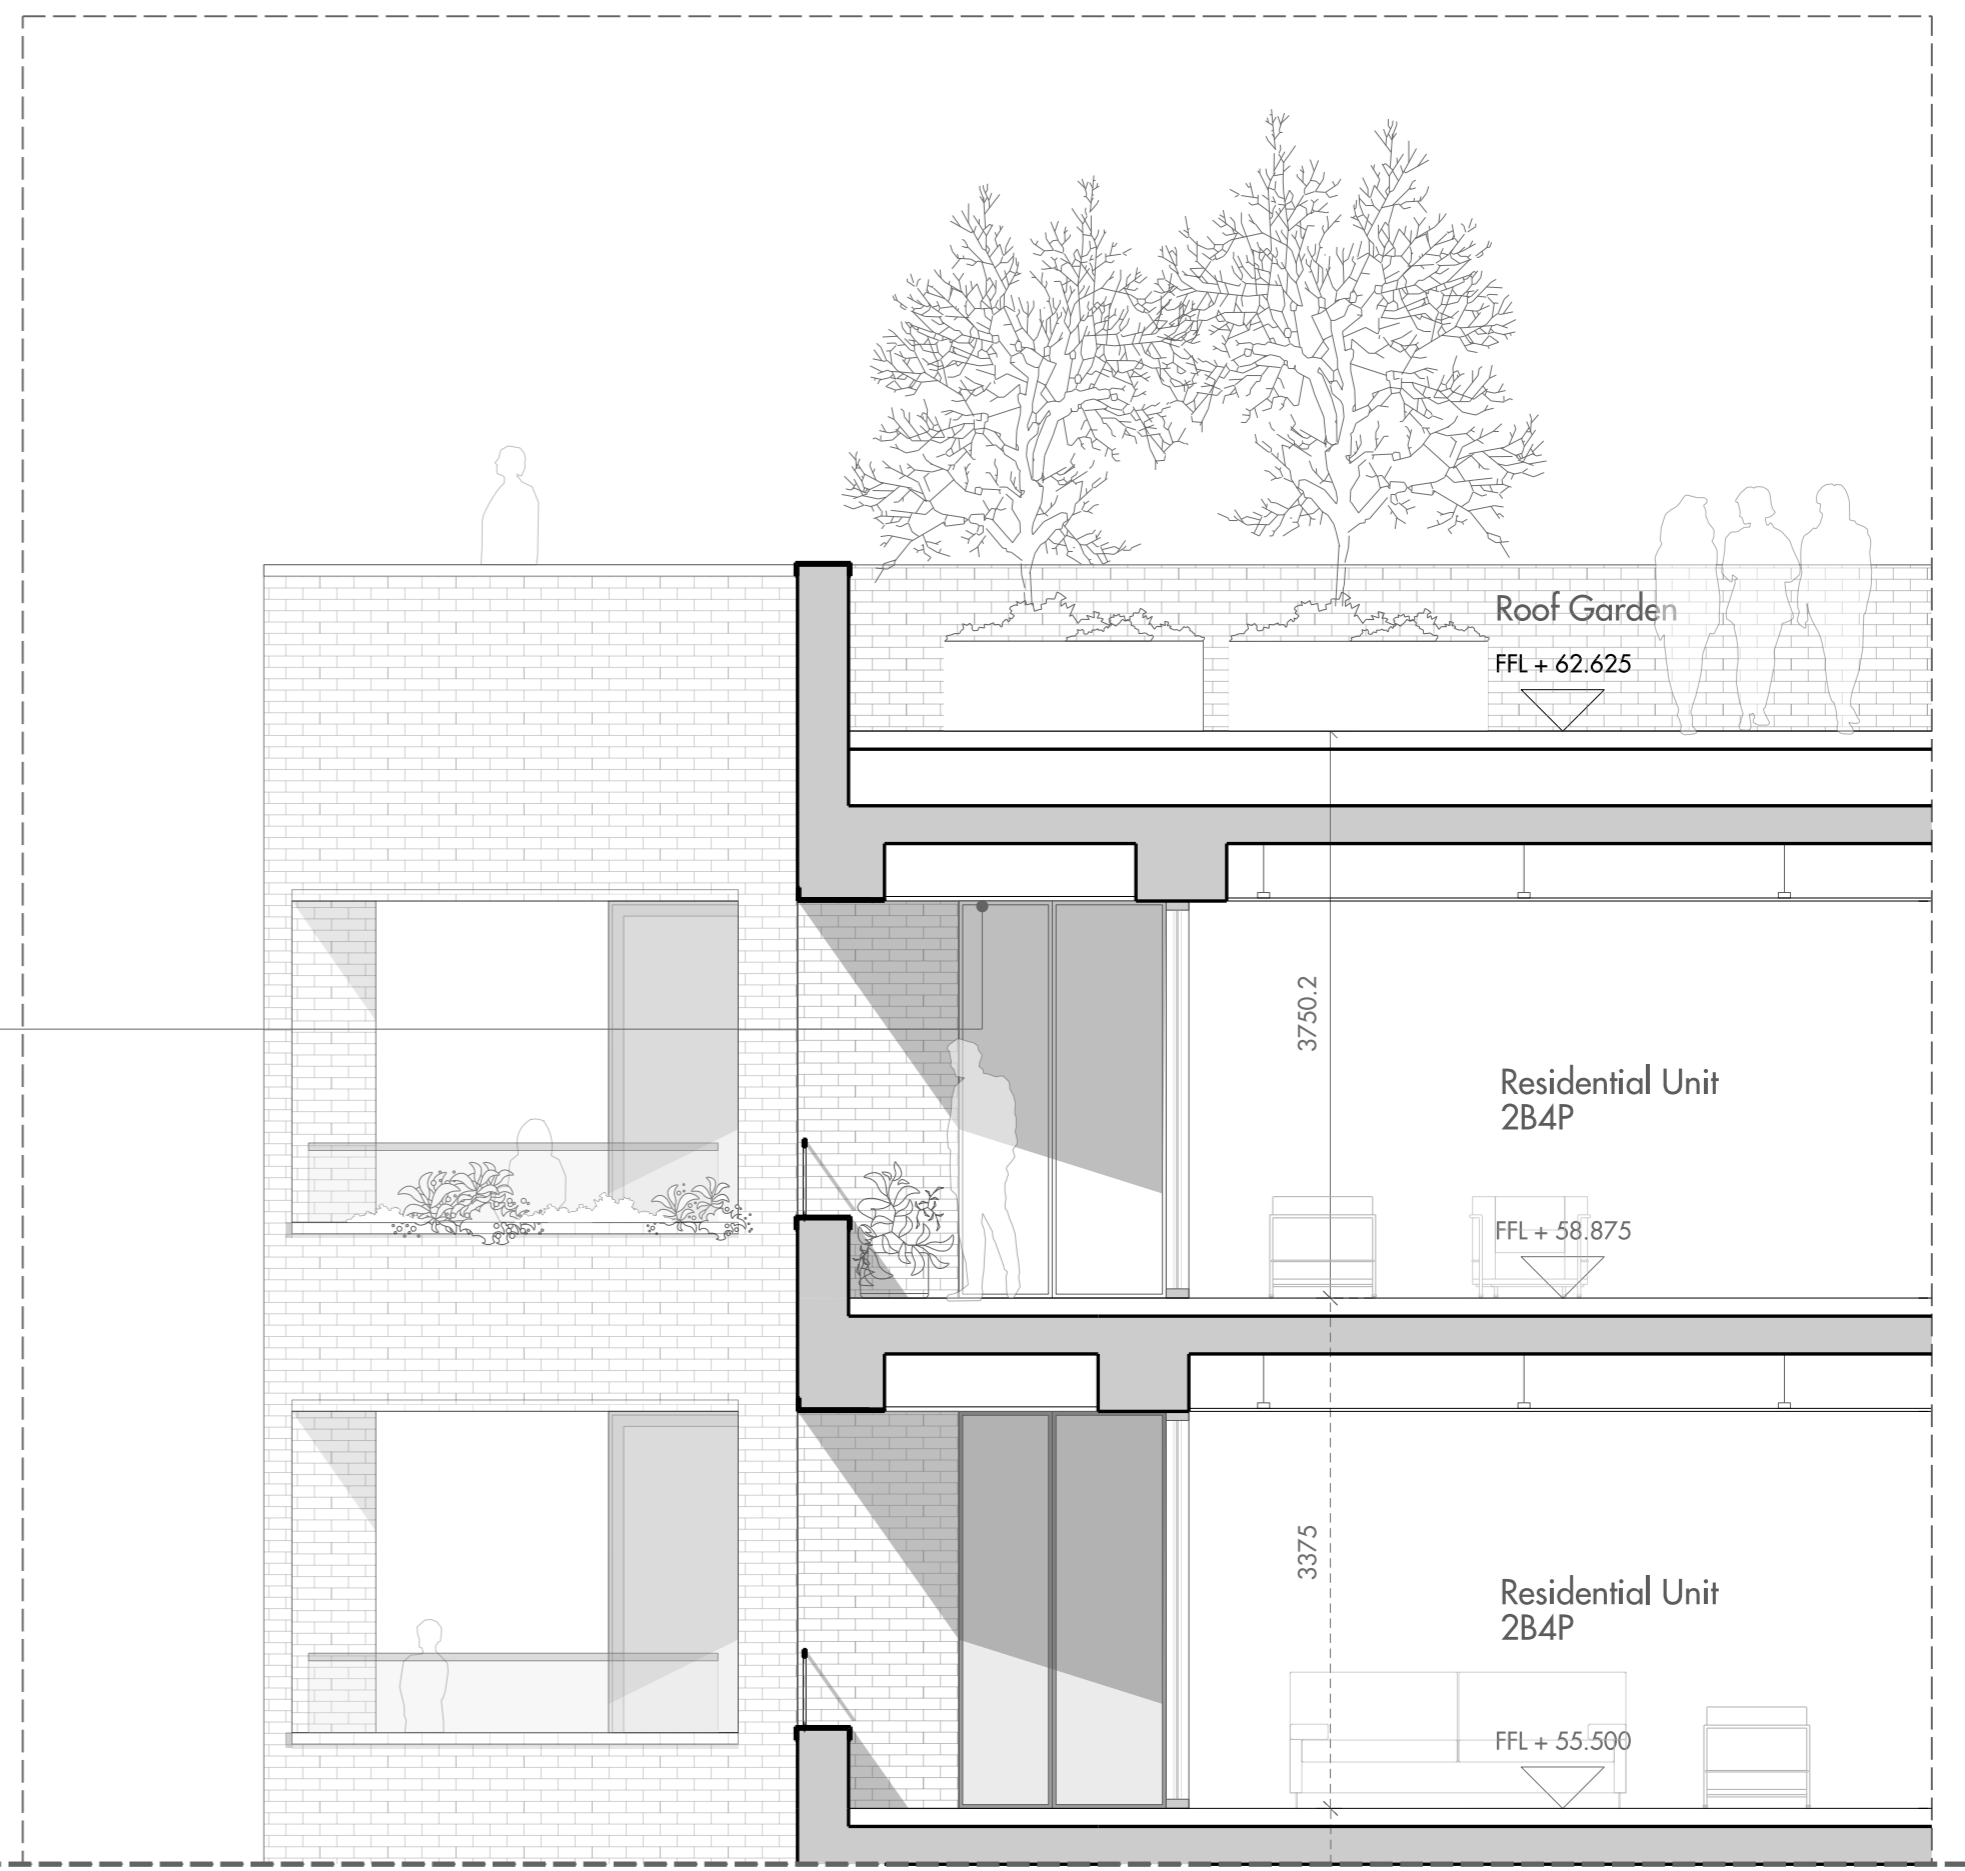 Roof Garden
FFL + 62.625
3750.2
Residential Unit
2B4P
FFL + 58.875
3375
Residential Unit
2B4P
FFL + 55.500